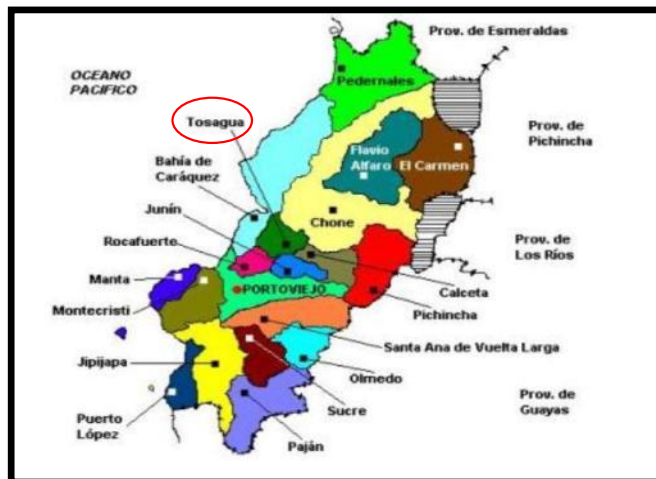 Prov. de Esmeraldas
OCEANO
PACIFICO
Pedernales
Tosagua
Prov. de
Pichincha
Bahía de
Caráquez
Flavio
Alfaro
El Carmen
Junín
Chone
Rocafuerte
Prov. de
Los Ríos
Manta
PORTOVIEJO
Calceta
Montecristi
Pichincha
Santa Ana de Vuelta Larga
Jipijapa
Olmedo
Prov. de
Guayas
Sucre
Puerto
López
Paján